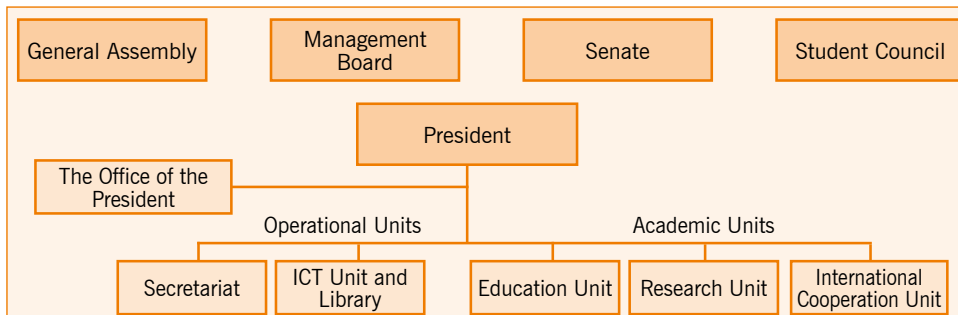 General Assembly
Management
Board
Senate
Student Council
President
The Office of the
President
Operational Units
Academic Units
Secretariat
ICT Unit and
Library
Education Unit
Research Unit
International
Cooperation Unit